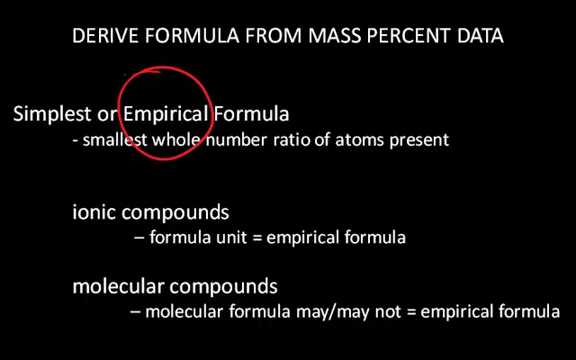 DERIVE FORMULA FROM MASS PERCENT DATA
Simplest or Empirical Formula
- smallest whole number ratio of atoms present
ionic compounds
– formula unit = empirical formula
molecular compounds
– molecular formula may/may not = empirical formula